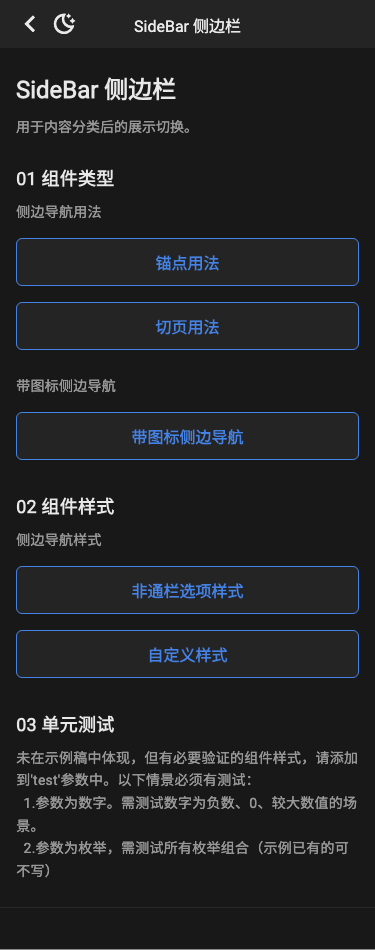 SideBar 侧边栏
SideBar 侧边栏
用于内容分类后的展示切换。
01 组件类型
侧边导航用法
锚点用法
切页用法
带图标侧边导航
带图标侧边导航
02 组件样式
侧边导航样式
非通栏选项样式
自定义样式
03 单元测试
未在示例稿中体现，但有必要验证的组件样式，请添加
到'test'参数中。以下情景必须有测试：
1.参数为数字。需测试数字为负数、0、较大数值的场
景。
2.参数为枚举，需测试所有枚举组合（示例已有的可
不写）